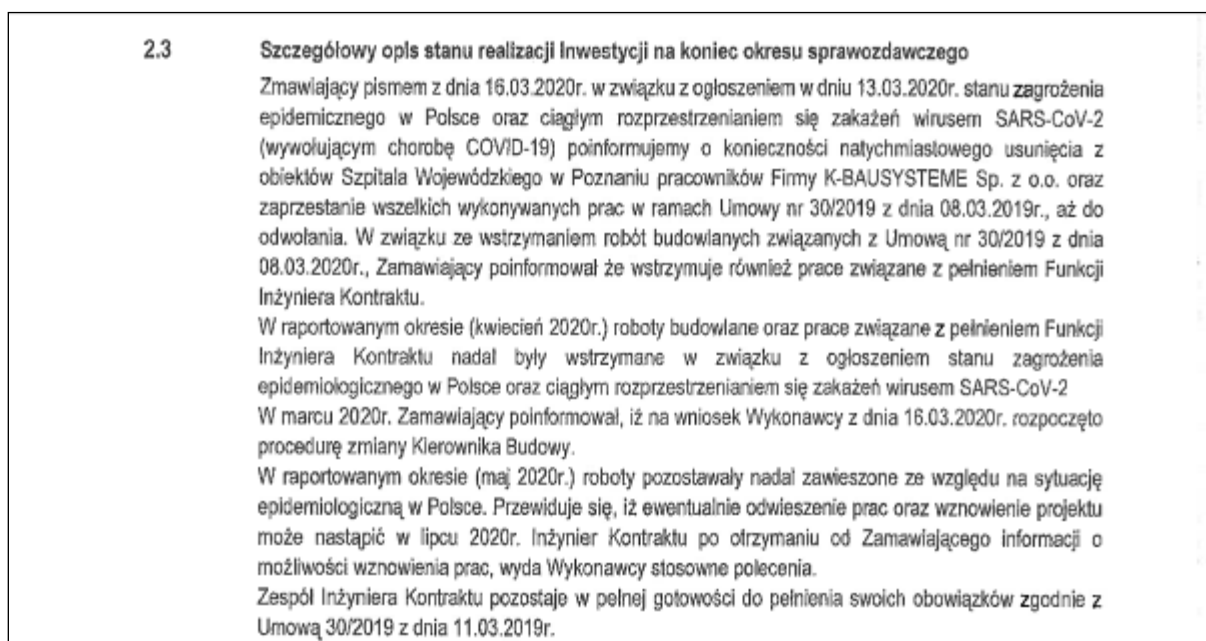 2.3 Szczegółowy opis stanu realizacji Inwestycji na koniec okresu sprawozdawczego
Zmawiający pismem z dnia 16.03.2020r. w związku z ogłoszeniem w dniu 13.03.2020r. stanu zagrożenia
epidemicznego w Polsce oraz ciągłym rozprzestrzenianiem się zakażeń wirusem SARS-CoV-2
(wywołującym chorobę COVID-19) poinformujemy o konieczności natychmiastowego usunięcia z
obiektów Szpitala Wojewódzkiego w Poznaniu pracowników Firmy K-BAUSYSTEME Sp. z o.o. oraz
zaprzestanie wszelkich wykonywanych prac w ramach Umowy nr 30/2019 z dnia 08.03.2019r., aż do
odwołania. W związku ze wstrzymaniem robót budowlanych związanych z Umową nr 30/2019 z dnia
08.03.2020r., Zamawiający poinformował że wstrzymuje również prace związane z pełnieniem Funkcji
Inżyniera Kontraktu.
W raportowanym okresie (kwiecień 2020r.) roboty budowlane oraz prace związane z pełnieniem Funkcji
Inżyniera Kontraktu nadal były wstrzymane w związku z ogłoszeniem stanu zagrożenia
epidemiologicznego w Polsce oraz ciągłym rozprzestrzenianiem się zakażeń wirusem SARS-CoV-2
W marcu 2020r. Zamawiający poinformował, iż na wniosek Wykonawcy z dnia 16.03.2020r. rozpoczęto
procedurę zmiany Kierownika Budowy.
W raportowanym okresie (maj 2020r.) roboty pozostawały nadal zawieszone ze względu na sytuację
epidemiologiczną w Polsce. Przewiduje się, iż ewentualnie odwieszenie prac oraz wznowienie projektu
może nastąpić w lipcu 2020r. Inżynier Kontraktu po otrzymaniu od Zamawiającego informacji o
możliwości wznowienia prac, wyda Wykonawcy stosowne polecenia.
Zespół Inżyniera Kontraktu pozostaje w pełnej gotowości do pełnienia swoich obowiązków zgodnie z
Umową 30/2019 z dnia 11.03.2019r.